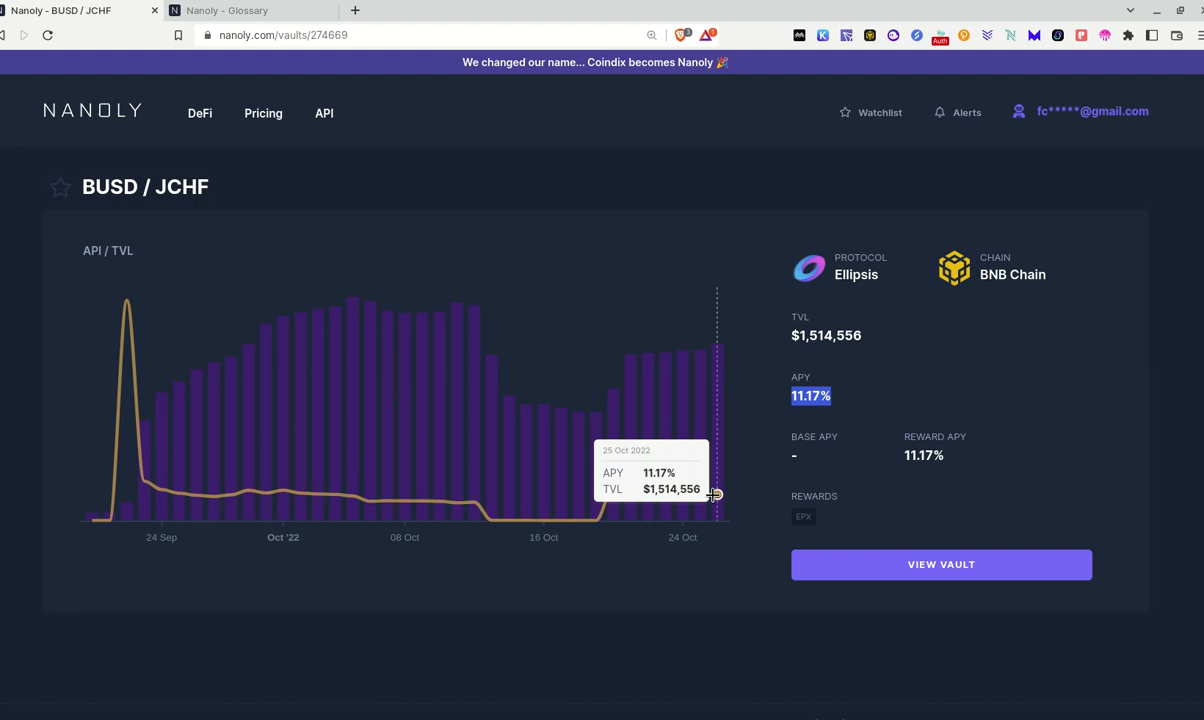 Nanoly - BUSD / JCHF
Nanoly - Glossary
nanoly.com/vaults/274669
3
1
Auth
We changed our name... Coindix becomes Nanoly 🎉
NANOLY
DeFi
Pricing
API
Watchlist
Alerts
fc*****@gmail.com
BUSD / JCHF
API / TVL
25 Oct 2022
APY 11.17%
TVL $1,514,556
24 Sep
Oct '22
08 Oct
16 Oct
24 Oct
PROTOCOL
Ellipsis
CHAIN
BNB Chain
TVL
$1,514,556
APY
11.17%
BASE APY
-
REWARD APY
11.17%
REWARDS
EPX
VIEW VAULT